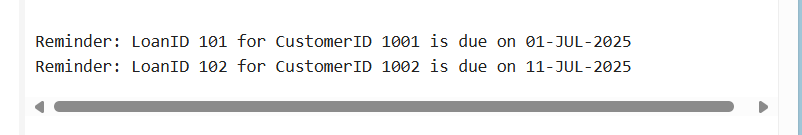 Reminder: LoanID 101 for CustomerID 1001 is due on 01-JUL-2025
Reminder: LoanID 102 for CustomerID 1002 is due on 11-JUL-2025